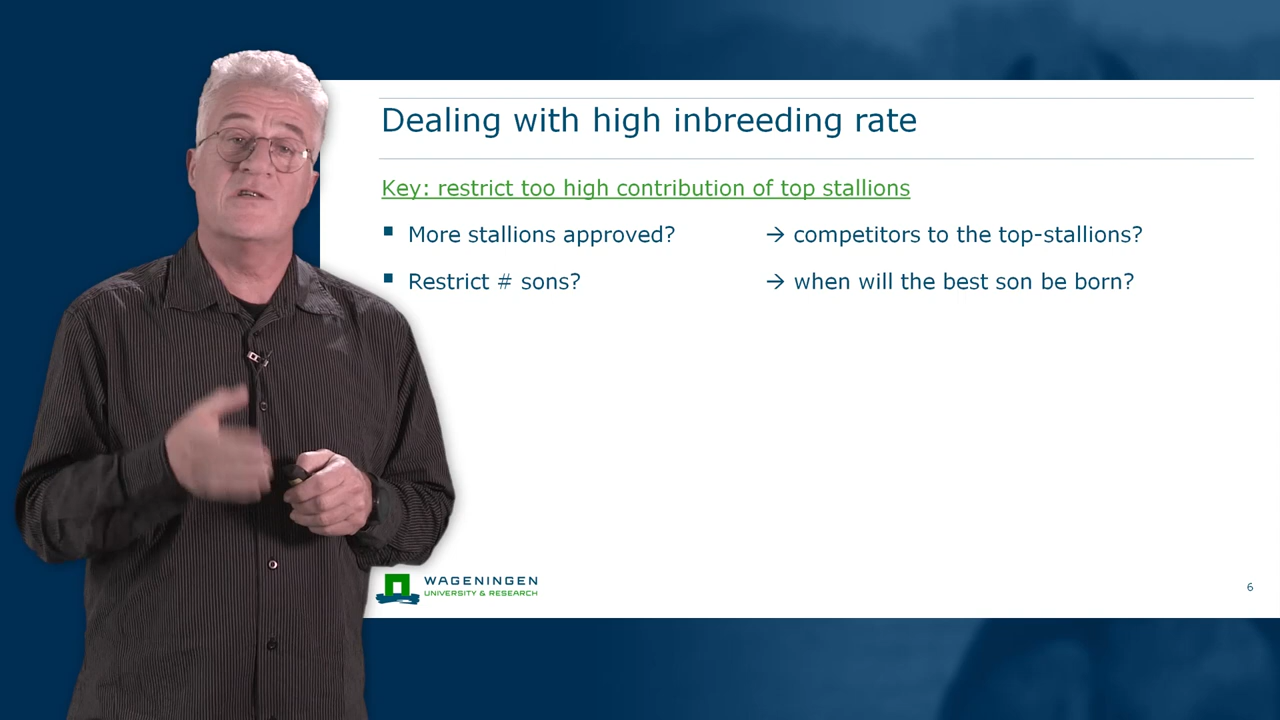 Dealing with high inbreeding rate
Key: restrict too high contribution of top stallions
▪ More stallions approved? → competitors to the top-stallions?
▪ Restrict # sons? → when will the best son be born?
WAGENINGEN
UNIVERSITY & RESEARCH
6